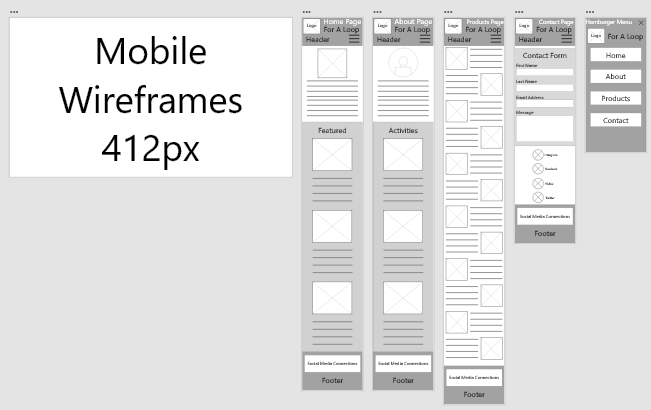 Mobile
Wireframes
412px
Home Page
Logo
For A Loop
Header
Featured
Social Media Connections
Footer
About Page
Logo
For A Loop
Header
Activities
Social Media Connections
Footer
Products Page
Logo
For A Loop
Header
Social Media Connections
Footer
Contact Page
Logo
For A Loop
Header
Contact Form
First Name
Last Name
Email Address
Message
Instagram
Facebook
Twitter
Social Media Connections
Footer
Hamburger Menu
Logo
For A Loop
Home
About
Products
Contact